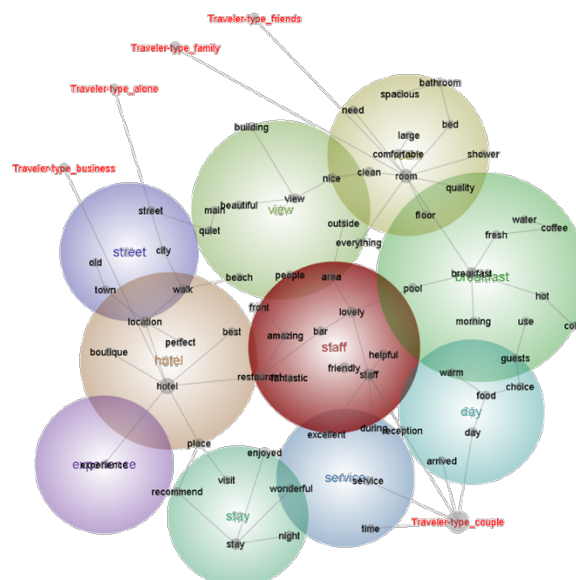 Traveler-type_friends
Traveler-type_family
bathroom
Traveler-type_alone
spacious
need
building
large
bed
comfortable
shower
Traveler-type_business
clean
nice
room
quality
view
beautiful
view
street
main
floor
water
outside
coffee
quiet
fresh
everything
street
city
old
beach
people
area
breakfast
breakfast
town
walk
pool
hot
front
lovely
location
morning
use
best
bar
perfect
amazing
staff
boutique
helpful
hotel
guests
friendly
warm
staff
restaurant
fantastic
hotel
choice
food
day
day
excellent
during
reception
place
enjoyed
arrived
experience
experience
visit
service
service
recommend
wonderful
stay
Traveler-type_couple
time
night
stay